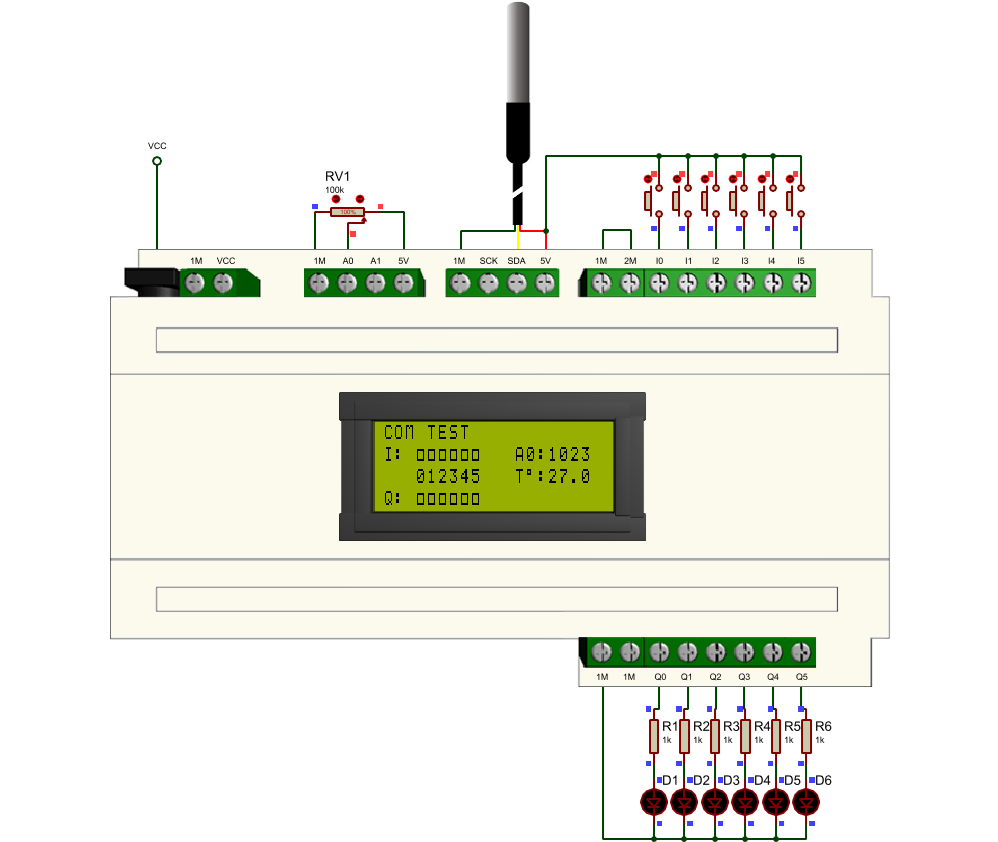 VCC
RV1
100k
100%
1M VCC
1M A0 A1 5V
1M SCK SDA 5V
1M 2M I0 I1 I2 I3 I4 I5
COM TEST
I: □□□□□□ A0:1023
012345 T°:27.0
Q: □□□□□□
1M 1M Q0 Q1 Q2 Q3 Q4 Q5
R1 R2 R3 R4 R5 R6
1k 1k 1k 1k 1k 1k
D1 D2 D3 D4 D5 D6